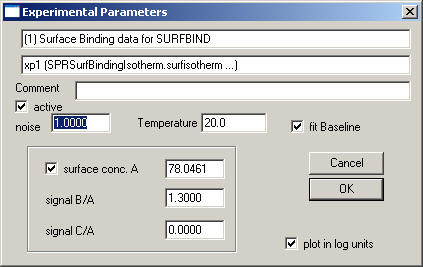 Experimental Parameters
(1) Surface Binding data for SURFBIND
xp1 (SPRSurfBindingIsotherm.surfisotherm ...)
Comment
active
noise 1.0000 Temperature 20.0 fit Baseline
surface conc. A 78.0461 Cancel
signal B/A 1.3000 OK
signal C/A 0.0000
plot in log units